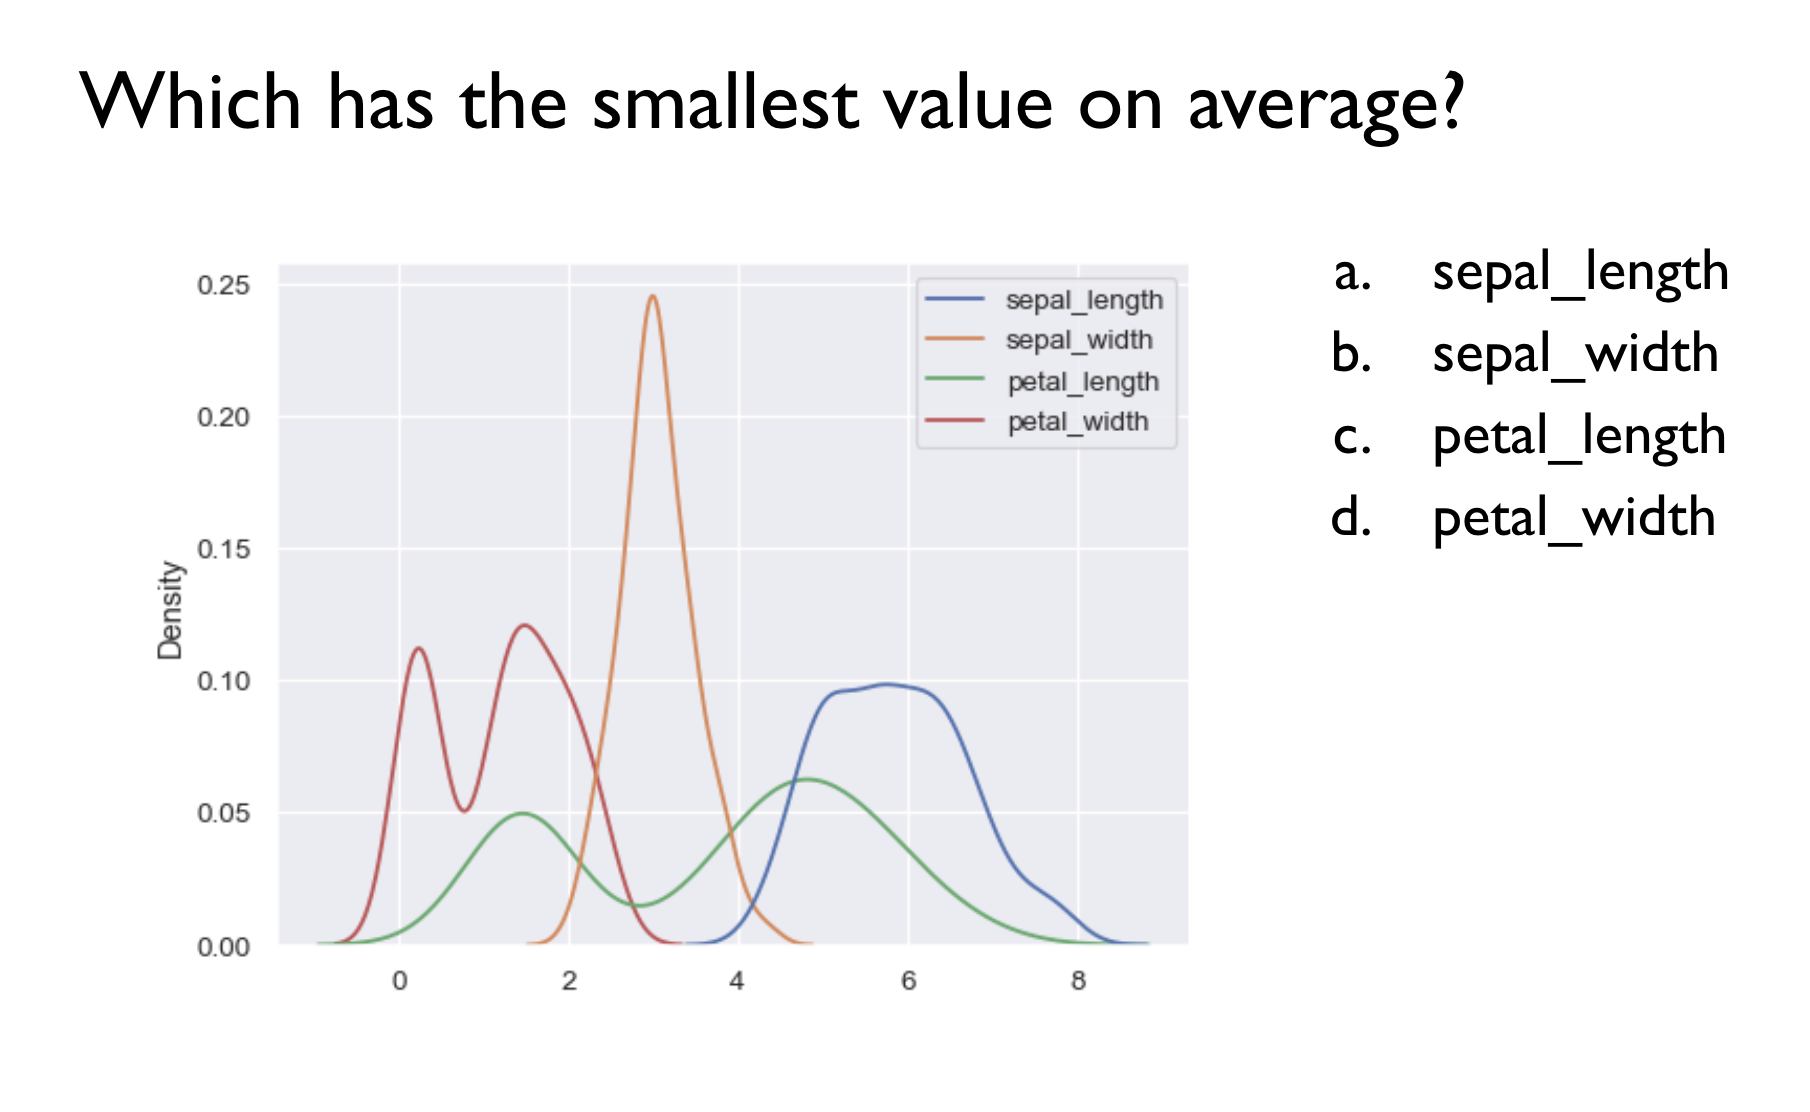 Which has the smallest value on average?
a. sepal_length
b. sepal_width
c. petal_length
d. petal_width
sepal_length
sepal_width
petal_length
petal_width
Density
0.25
0.20
0.15
0.10
0.05
0.00
0 2 4 6 8